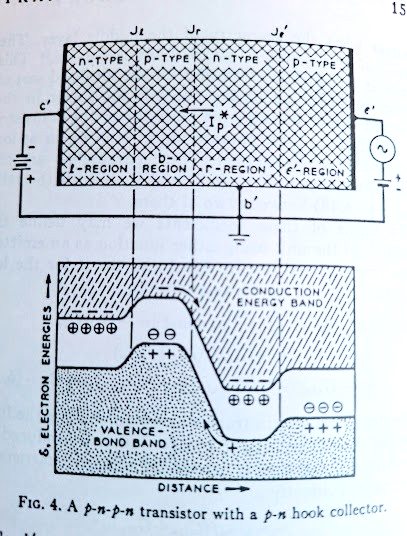 15
Jl Jr Je'
n-TYPE p-TYPE n-TYPE p-TYPE
c' e'
Ip*
b-
l-REGION REGION r-REGION e'-REGION
b'
CONDUCTION
ENERGY BAND
VALENCE-
BOND BAND
ℰ, ELECTRON ENERGIES
DISTANCE
FIG. 4. A p-n-p-n transistor with a p-n hook collector.